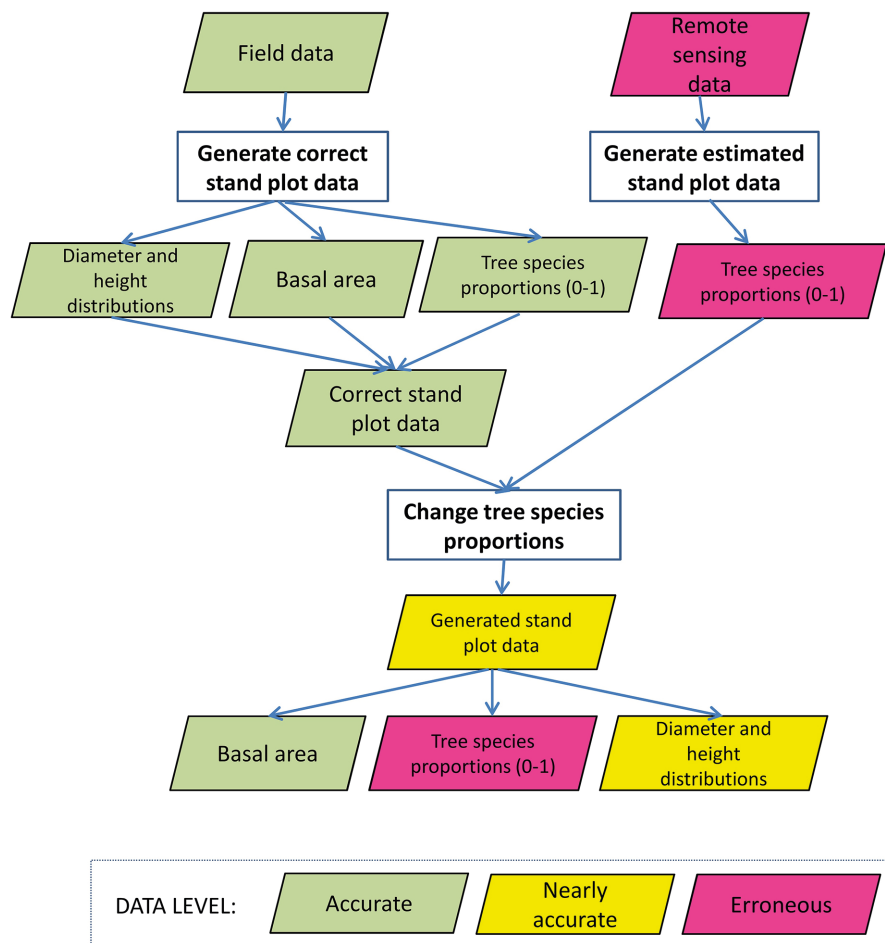 Field data
Remote
sensing
data
Generate correct
stand plot data
Generate estimated
stand plot data
Diameter and
height
distributions
Basal area
Tree species
proportions (0-1)
Tree species
proportions (0-1)
Correct stand
plot data
Change tree species
proportions
Generated stand
plot data
Basal area
Tree species
proportions (0-1)
Diameter and
height
distributions
DATA LEVEL:
Accurate
Nearly
accurate
Erroneous